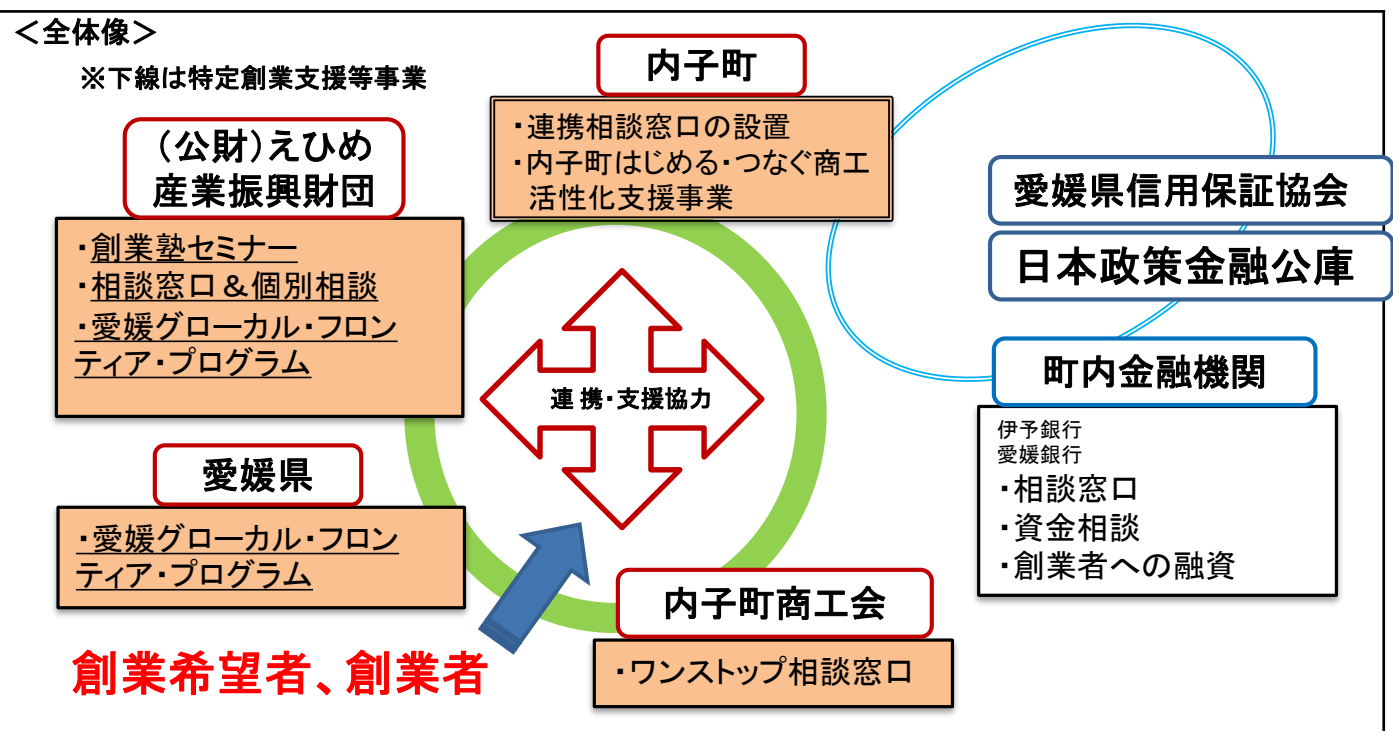 ＜全体像＞
※下線は特定創業支援等事業
内子町
・連携相談窓口の設置
・内子町はじめる・つなぐ商工
活性化支援事業
（公財）えひめ
産業振興財団
・創業塾セミナー
・相談窓口＆個別相談
・愛媛グローカル・フロン
ティア・プログラム
愛媛県信用保証協会
日本政策金融公庫
町内金融機関
伊予銀行
愛媛銀行
・相談窓口
・資金相談
・創業者への融資
連携・支援協力
愛媛県
・愛媛グローカル・フロン
ティア・プログラム
内子町商工会
・ワンストップ相談窓口
創業希望者、創業者